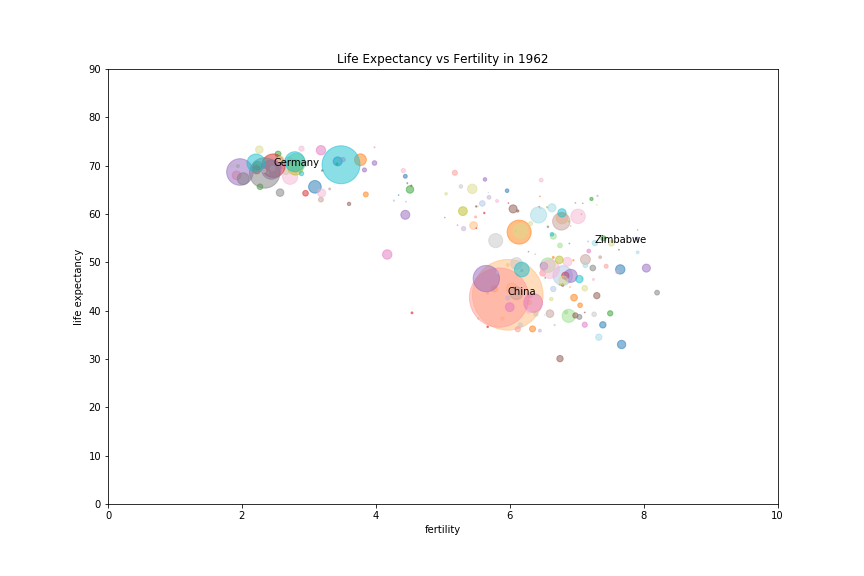 Life Expectancy vs Fertility in 1962
90
80
70
60
50
40
30
20
10
0
life expectancy
Germany
Zimbabwe
China
0 2 4 6 8 10
fertility